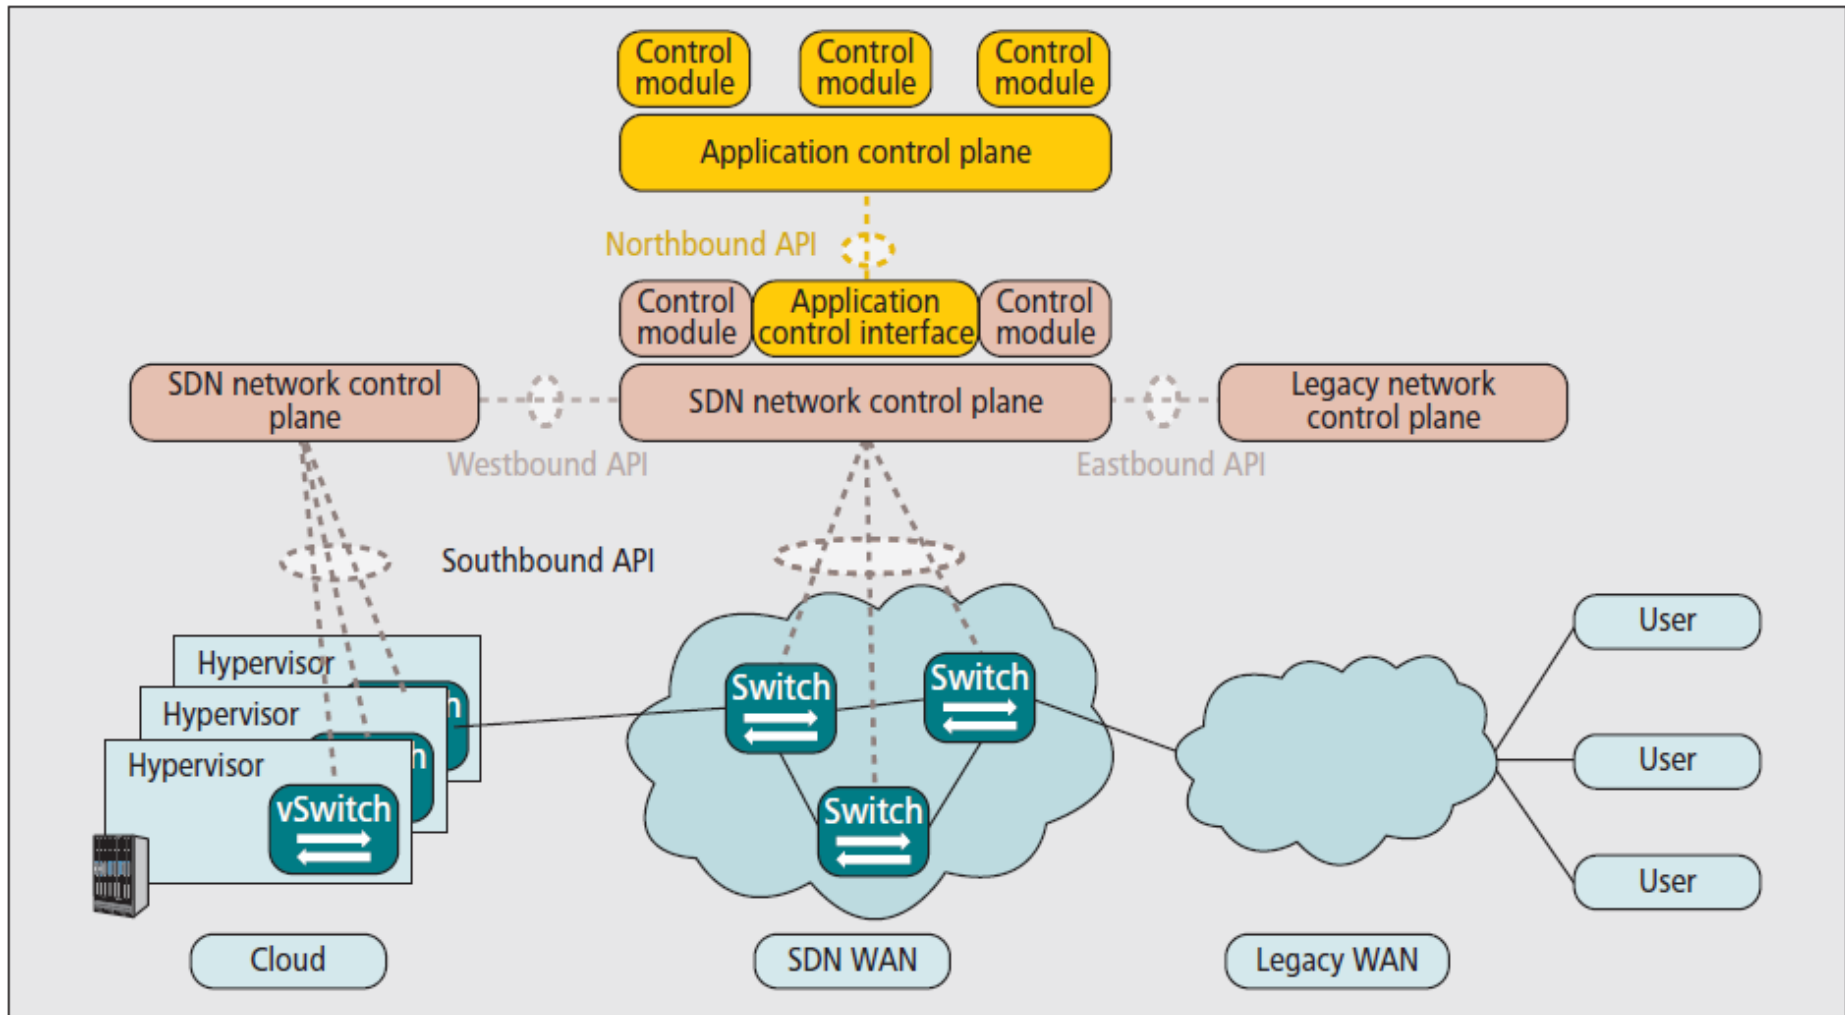 Control
module
Control
module
Control
module
Application control plane
Northbound API
Control
module
Application
control interface
Control
module
SDN network control
plane
SDN network control plane
Legacy network
control plane
Westbound API
Eastbound API
Southbound API
Hypervisor
h
Hypervisor
h
Hypervisor
vSwitch
Switch
Switch
Switch
User
User
User
Cloud
SDN WAN
Legacy WAN